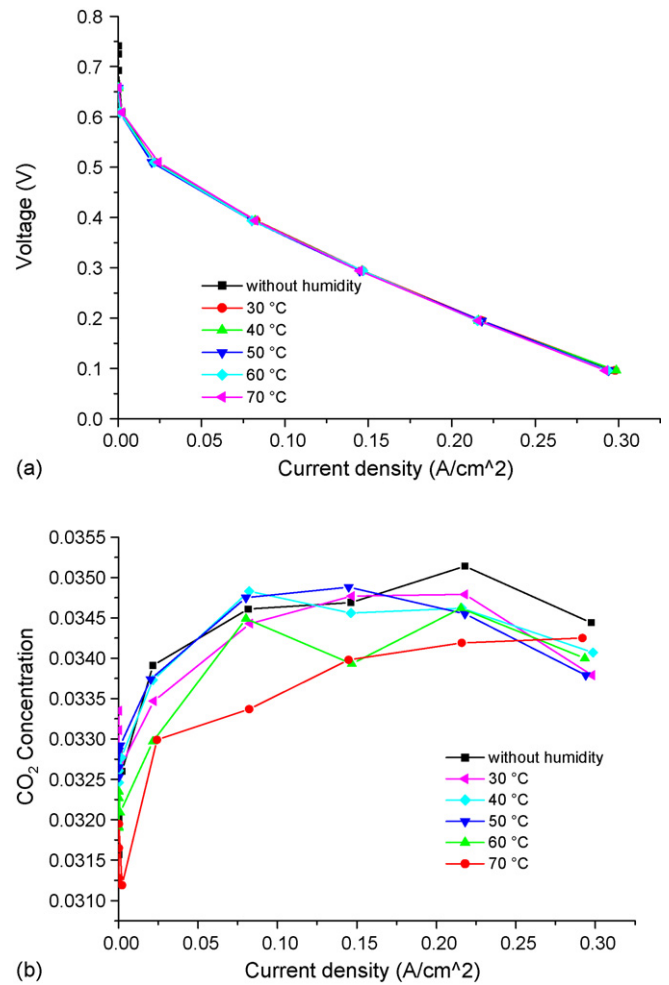 0.8
0.7
0.6
0.5
0.4
0.3
0.2
0.1
0.0
Voltage (V)
without humidity
30 °C
40 °C
50 °C
60 °C
70 °C
0.00 0.05 0.10 0.15 0.20 0.25 0.30
(a)
Current density (A/cm^2)
0.0355
0.0350
0.0345
0.0340
0.0335
0.0330
0.0325
0.0320
0.0315
0.0310
CO₂ Concentration
without humidity
30 °C
40 °C
50 °C
60 °C
70 °C
0.00 0.05 0.10 0.15 0.20 0.25 0.30
(b)
Current density (A/cm^2)